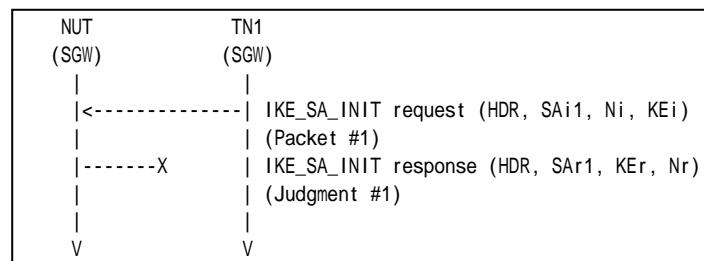 NUT TN1
(SGW) (SGW)
| |
|<--------------| IKE_SA_INIT request (HDR, SAi1, Ni, KEi)
| | (Packet #1)
|-------X | IKE_SA_INIT response (HDR, SAr1, KEr, Nr)
| | (Judgment #1)
| |
V V